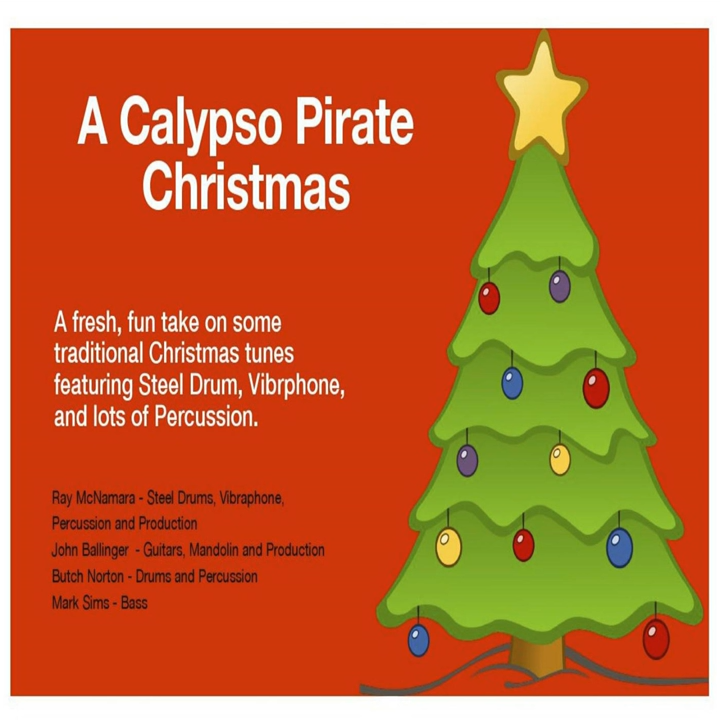 A Calypso Pirate
Christmas
A fresh, fun take on some
traditional Christmas tunes
featuring Steel Drum, Vibrphone,
and lots of Percussion.
Ray McNamara - Steel Drums, Vibraphone,
Percussion and Production
John Ballinger - Guitars, Mandolin and Production
Butch Norton - Drums and Percussion
Mark Sims - Bass